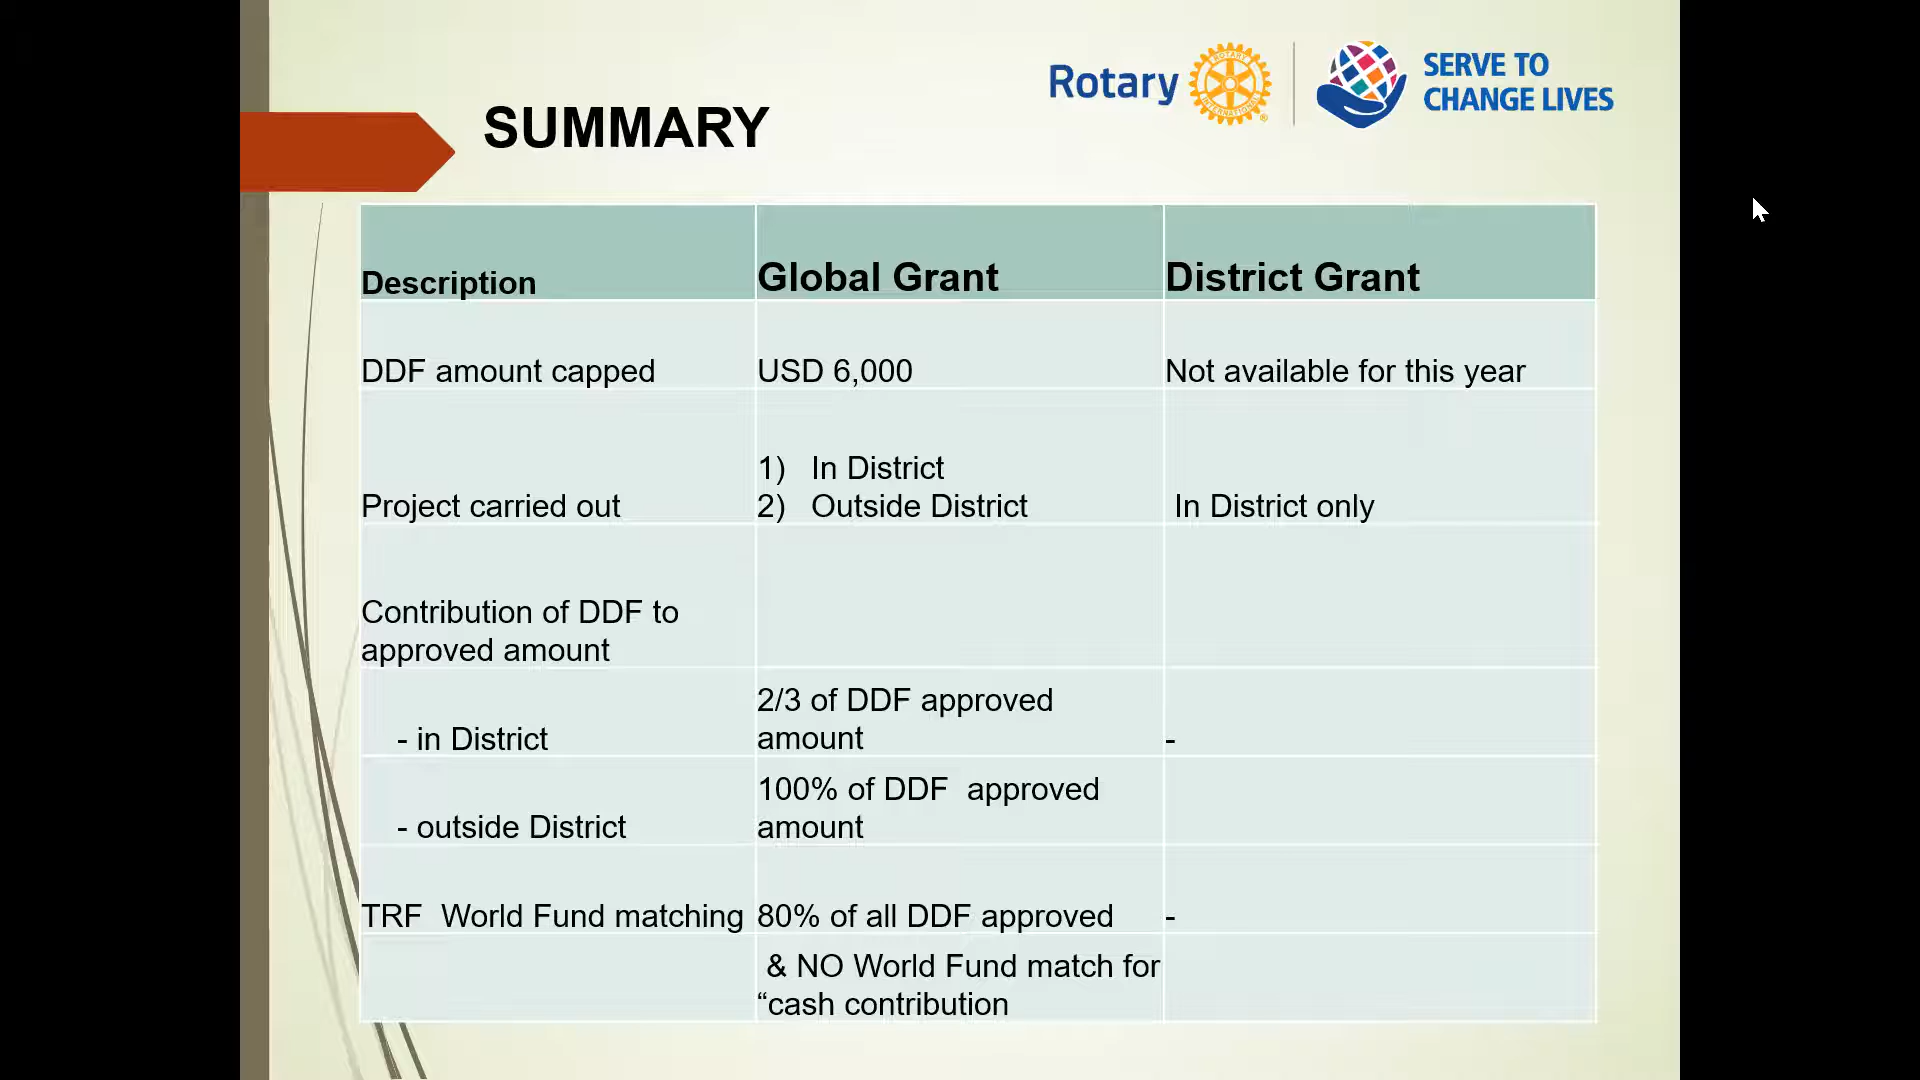 Rotary
SERVE TO
CHANGE LIVES
SUMMARY
Description Global Grant District Grant
DDF amount capped USD 6,000 Not available for this year
1) In District
Project carried out 2) Outside District In District only
Contribution of DDF to
approved amount
2/3 of DDF approved
- in District amount -
100% of DDF approved
- outside District amount
TRF World Fund matching 80% of all DDF approved -
& NO World Fund match for
“cash contribution